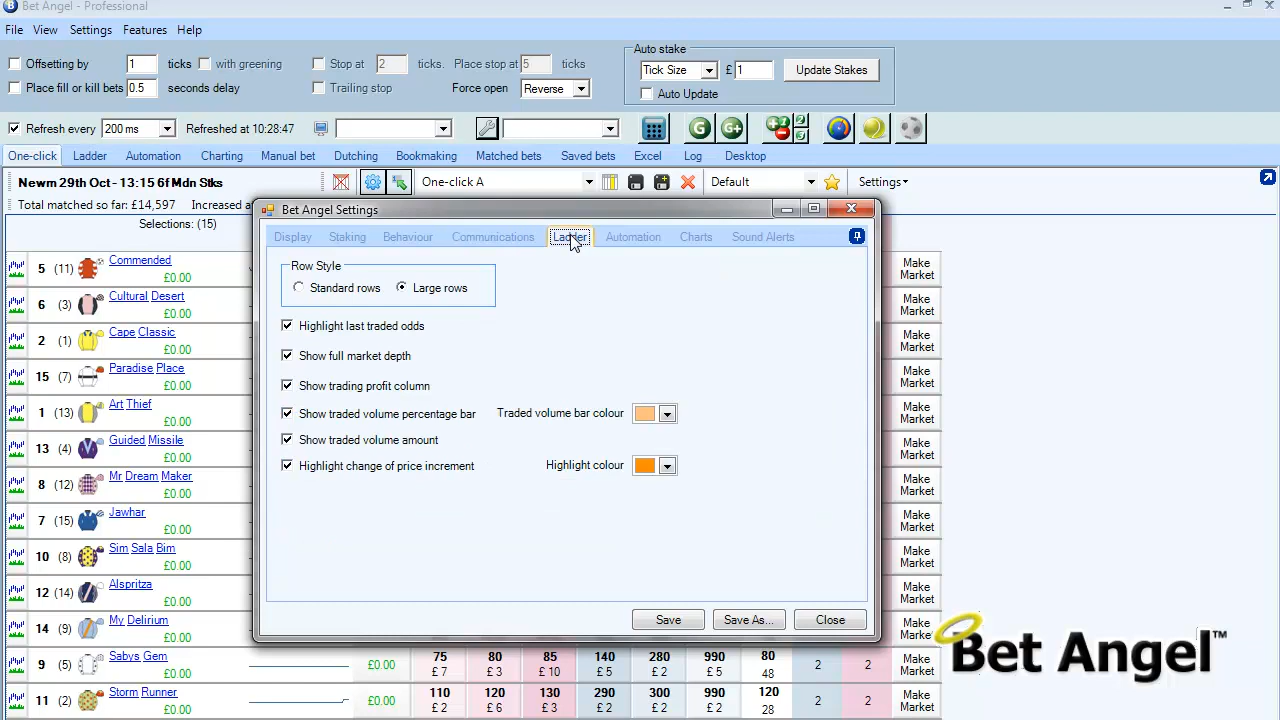 Bet Angel - Professional
File View Settings Features Help
Auto stake
Offsetting by 1 ticks with greening Stop at 2 ticks. Place stop at 5 ticks Tick Size £ 1 Update Stakes
Place fill or kill bets 0.5 seconds delay Trailing stop Force open Reverse Auto Update
Refresh every 200 ms Refreshed at 10:28:47 G G+
One-click Ladder Automation Charting Manual bet Dutching Bookmaking Matched bets Saved bets Excel Log Desktop
Newm 29th Oct - 13:15 6f Mdn Stks One-click A Default Settings
Total matched so far: £14,597 Increased a
Selections: (15)
Bet Angel Settings
Display Staking Behaviour Communications Ladder Automation Charts Sound Alerts
Row Style
Standard rows Large rows
Highlight last traded odds
Show full market depth
Show trading profit column
Show traded volume percentage bar Traded volume bar colour
Show traded volume amount
Highlight change of price increment Highlight colour
Save Save As... Close
5 (11) Commended £0.00 Make Market
6 (3) Cultural Desert £0.00 Make Market
2 (1) Cape Classic £0.00 Make Market
15 (7) Paradise Place £0.00 Make Market
1 (13) Art Thief £0.00 Make Market
13 (4) Guided Missile £0.00 Make Market
8 (12) Mr Dream Maker £0.00 Make Market
7 (15) Jawhar £0.00 Make Market
10 (8) Sim Sala Bim £0.00 Make Market
12 (14) Alspritza £0.00 Make Market
14 (9) My Delirium £0.00 Make Market
9 (5) Sabys Gem £0.00 £0.00 75 £ 7 80 £ 3 85 £ 10 140 £ 5 280 £ 2 990 £ 5 80 48 2 2 Make Market
11 (2) Storm Runner £0.00 £0.00 110 £ 2 120 £ 6 130 £ 3 290 £ 2 300 £ 2 990 £ 2 120 28 2 2 Make Market
Bet Angel™